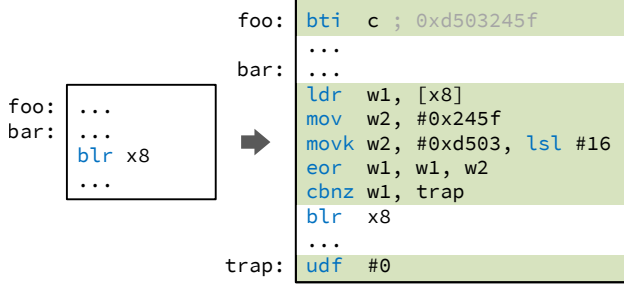 foo: ...
bar: ...
blr x8
...
foo: bti c ; 0xd503245f
...
bar: ...
ldr w1, [x8]
mov w2, #0x245f
movk w2, #0xd503, lsl #16
eor w1, w1, w2
cbnz w1, trap
blr x8
...
trap: udf #0